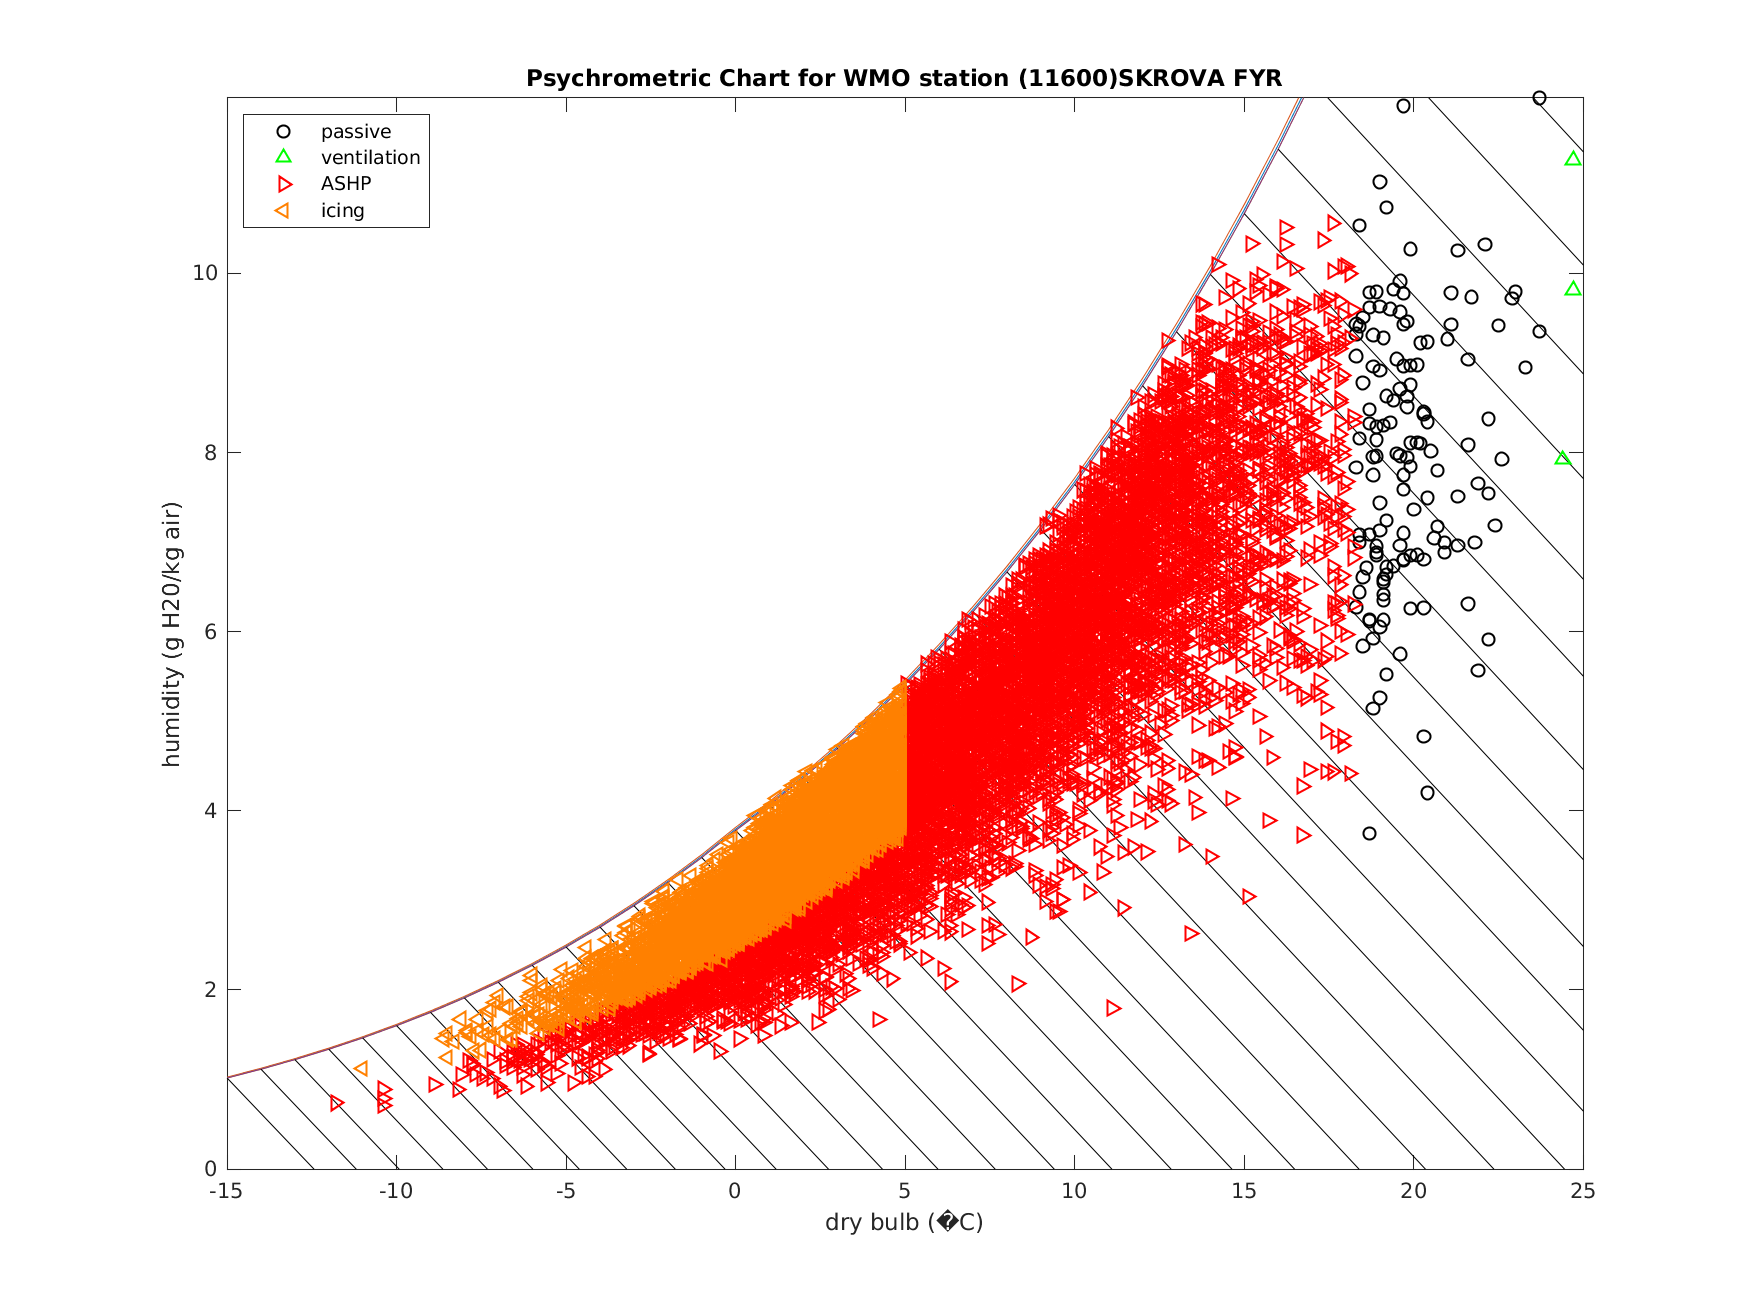 Psychrometric Chart for WMO station (11600)SKROVA FYR
passive
ventilation
ASHP
icing
humidity (g H20/kg air)
10
8
6
4
2
0
-15 -10 -5 0 5 10 15 20 25
dry bulb (�C)